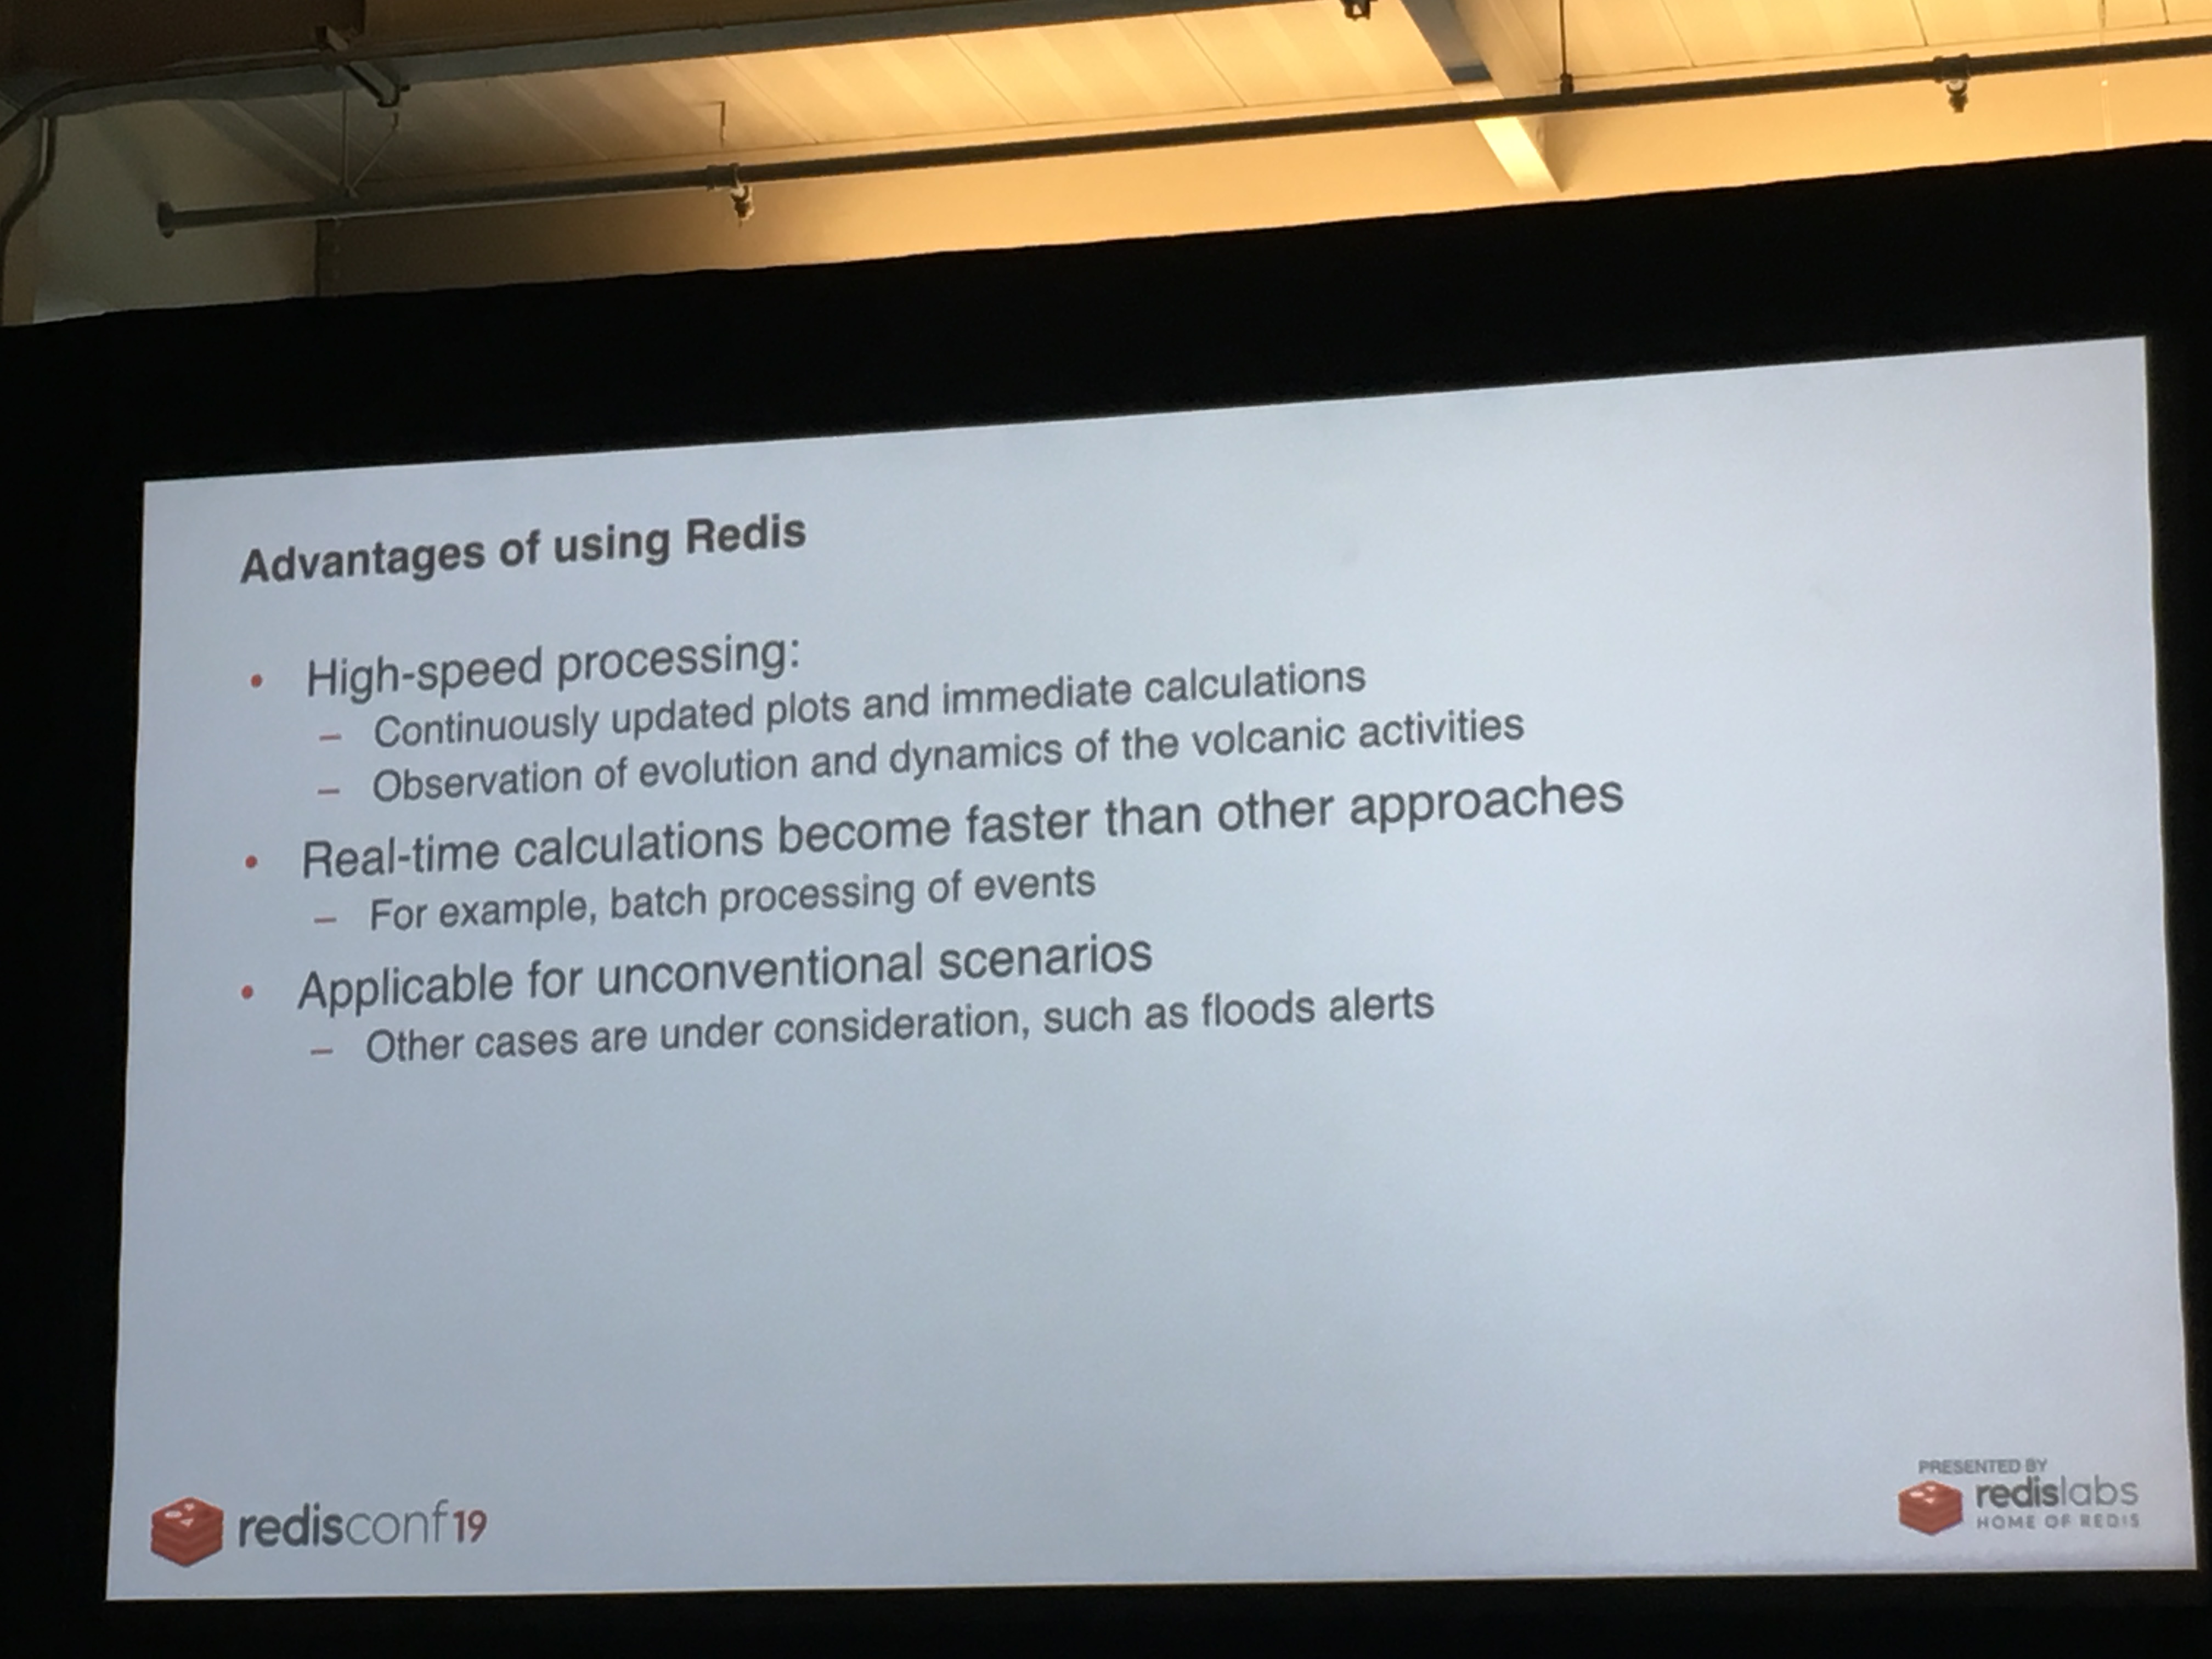 Advantages of using Redis
• High-speed processing:
– Continuously updated plots and immediate calculations
– Observation of evolution and dynamics of the volcanic activities
• Real-time calculations become faster than other approaches
– For example, batch processing of events
• Applicable for unconventional scenarios
– Other cases are under consideration, such as floods alerts
redisconf19
PRESENTED BY
redislabs
HOME OF REDIS